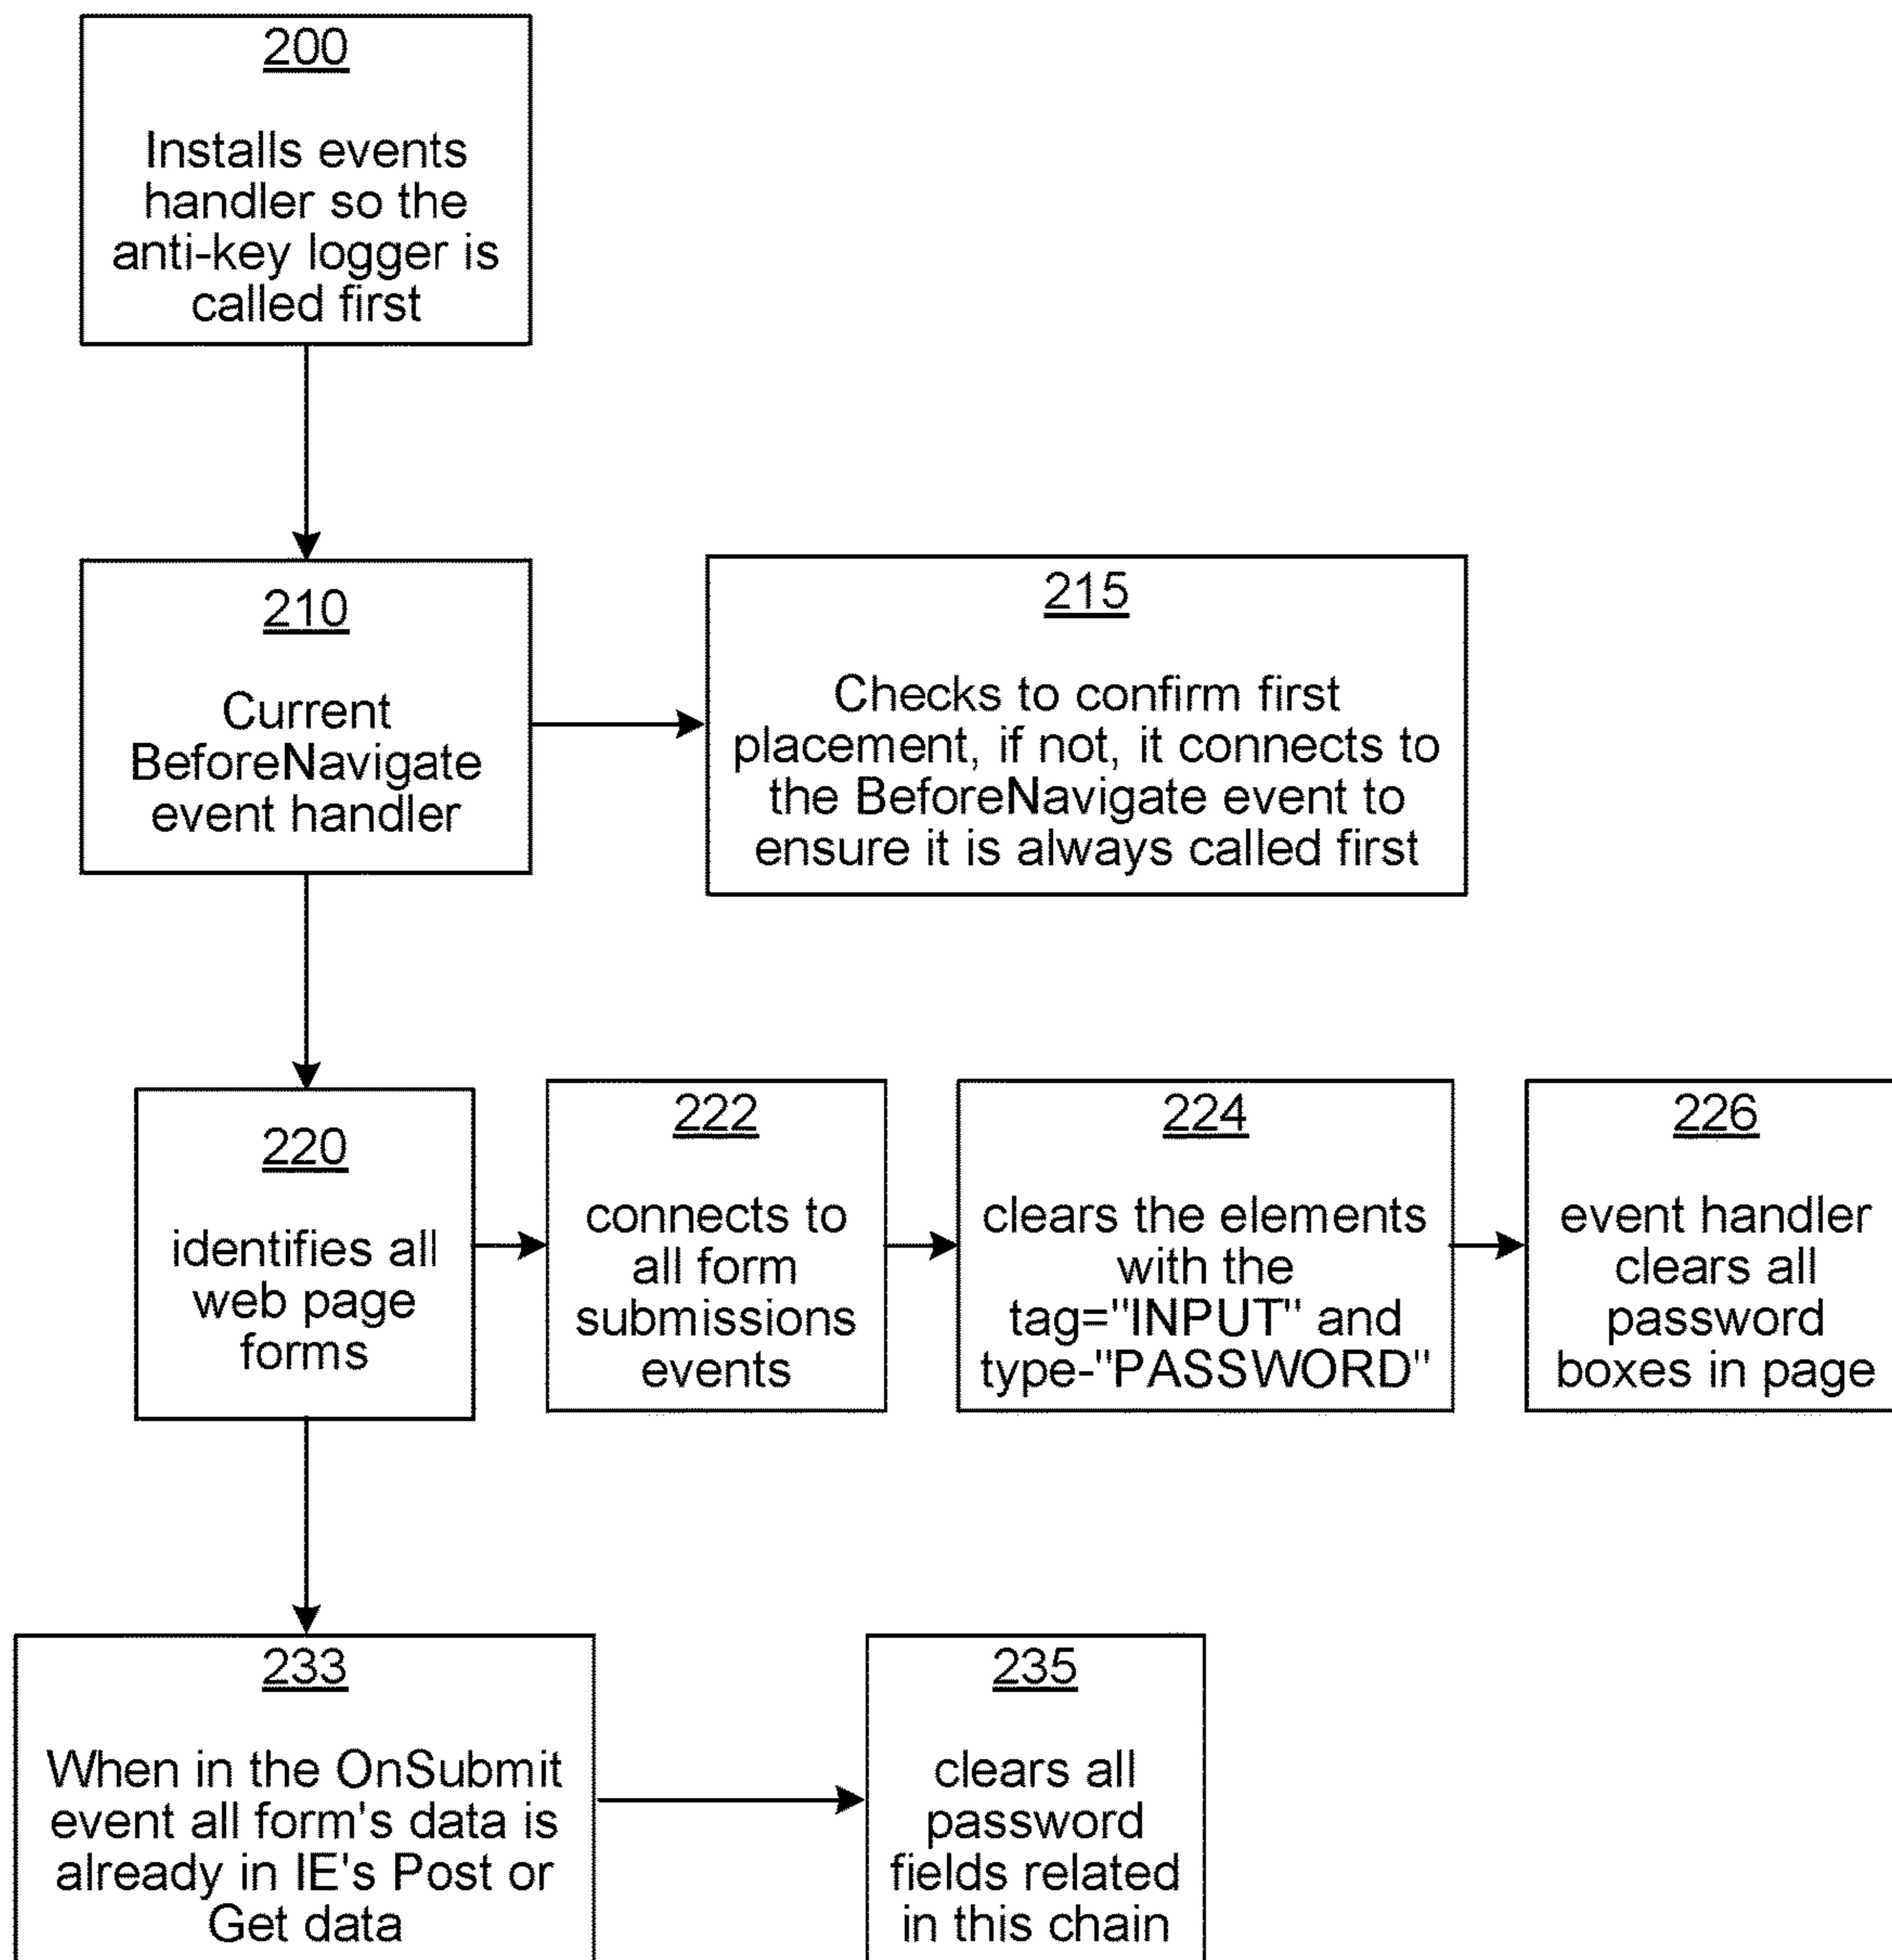 200
Installs events
handler so the
anti-key logger is
called first
210
Current
BeforeNavigate
event handler
215
Checks to confirm first
placement, if not, it connects to
the BeforeNavigate event to
ensure it is always called first
220
identifies all
web page
forms
222
connects to
all form
submissions
events
224
clears the elements
with the
tag="INPUT" and
type-"PASSWORD"
226
event handler
clears all
password
boxes in page
233
When in the OnSubmit
event all form's data is
already in IE's Post or
Get data
235
clears all
password
fields related
in this chain